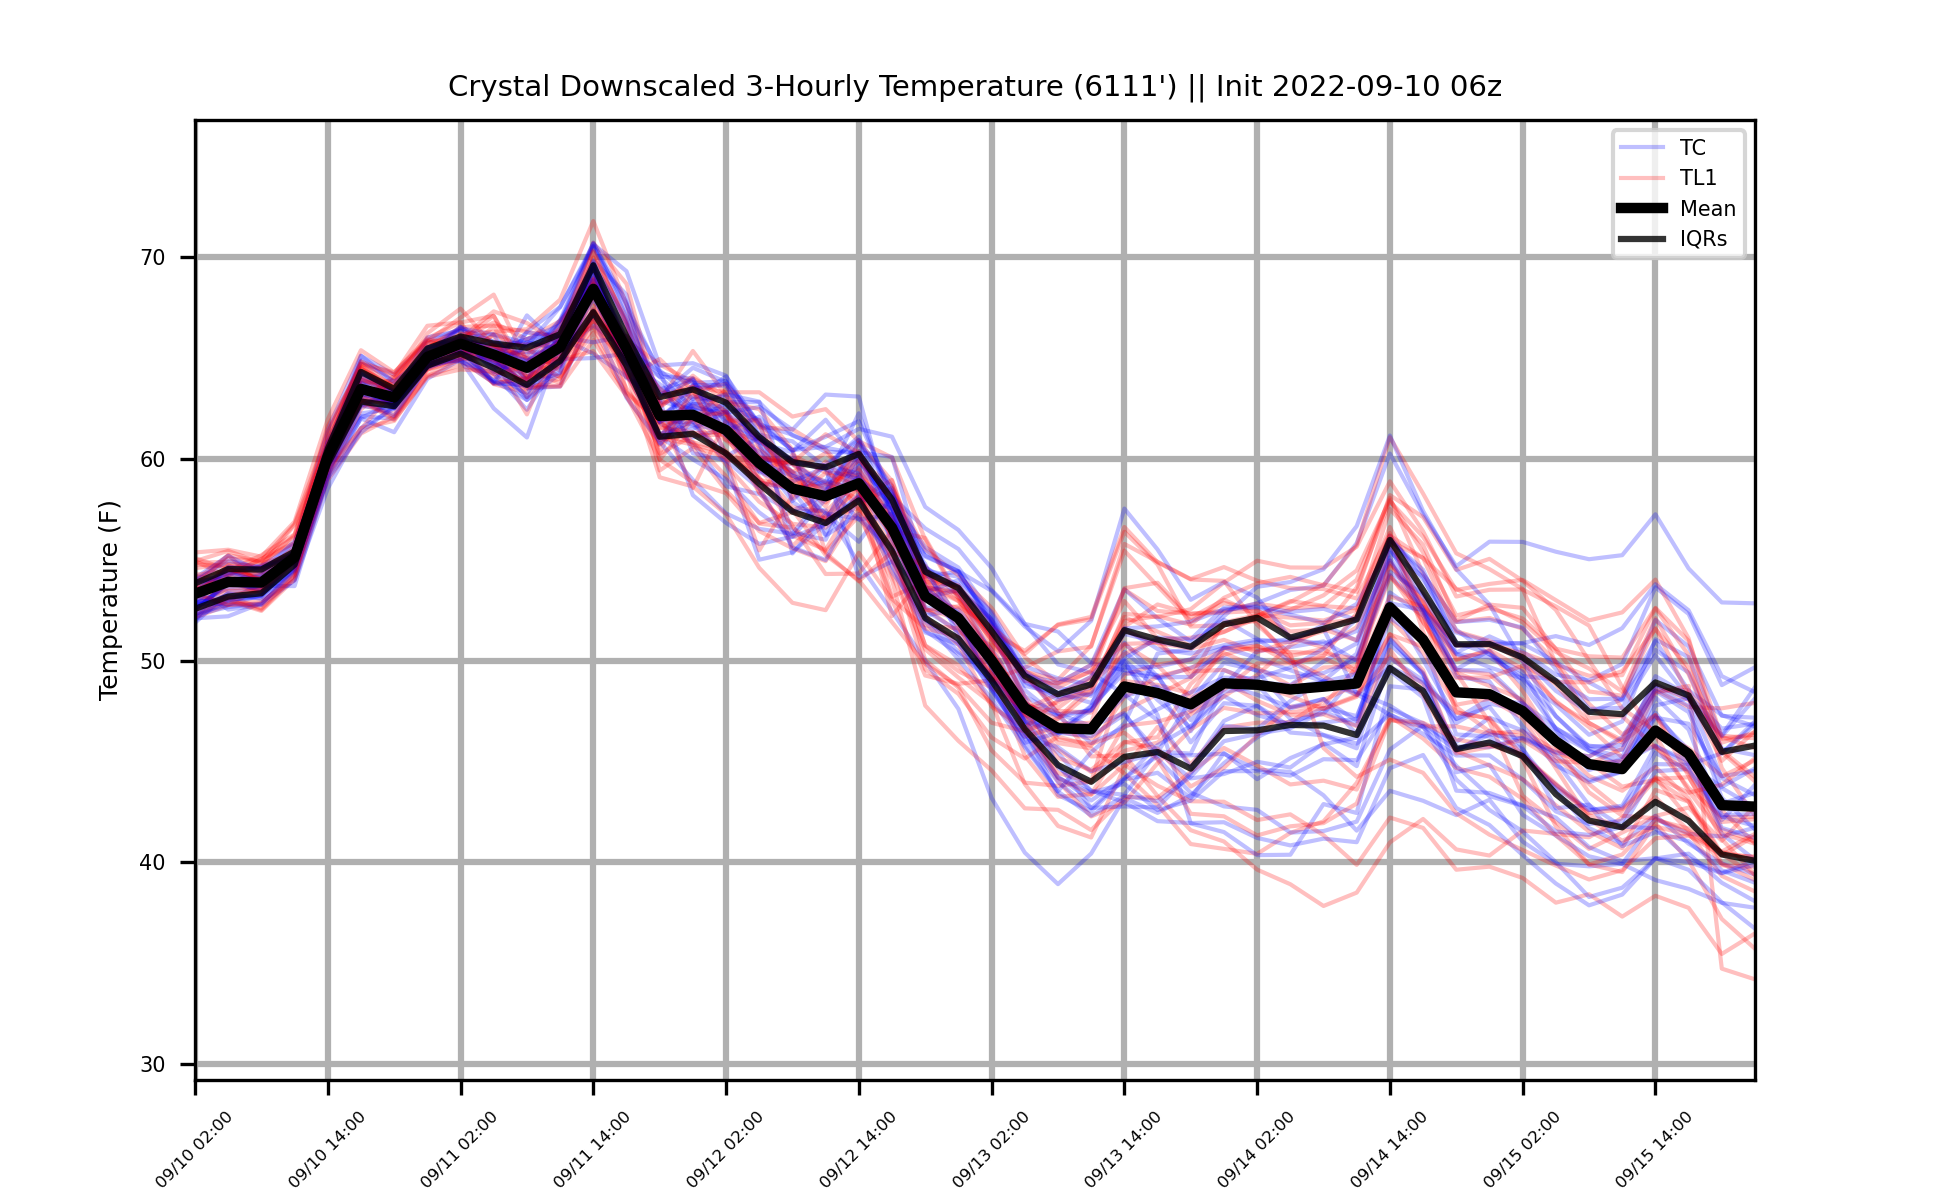 Crystal Downscaled 3-Hourly Temperature (6111') || Init 2022-09-10 06z
TC
TL1
Mean
IQRs
Temperature (F)
70
60
50
40
30
09/10 02:00
09/10 14:00
09/11 02:00
09/11 14:00
09/12 02:00
09/12 14:00
09/13 02:00
09/13 14:00
09/14 02:00
09/14 14:00
09/15 02:00
09/15 14:00